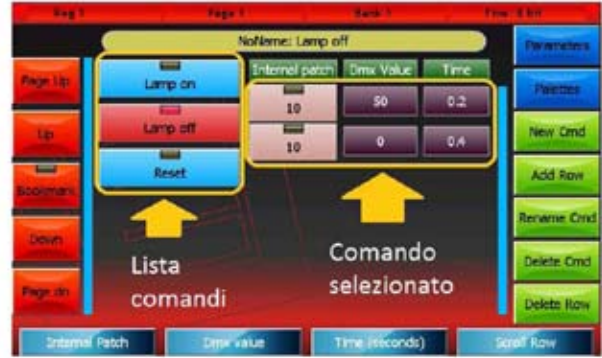 Reg 1 Page 1 Bank 1
NoName: Lamp off
Parameters
Internal patch Dmx Value Time
Page Up
Lamp on
Palettes
10 50 0.2
Up
Lamp off
New Cmd
10 0 0.4
Bookmark
Reset
Add Row
Rename Cmd
Down
Lista
comandi
Comando
selezionato
Delete Cmd
Page dn
Delete Row
Internal Patch Dmx value Time (seconds) Scroll Row